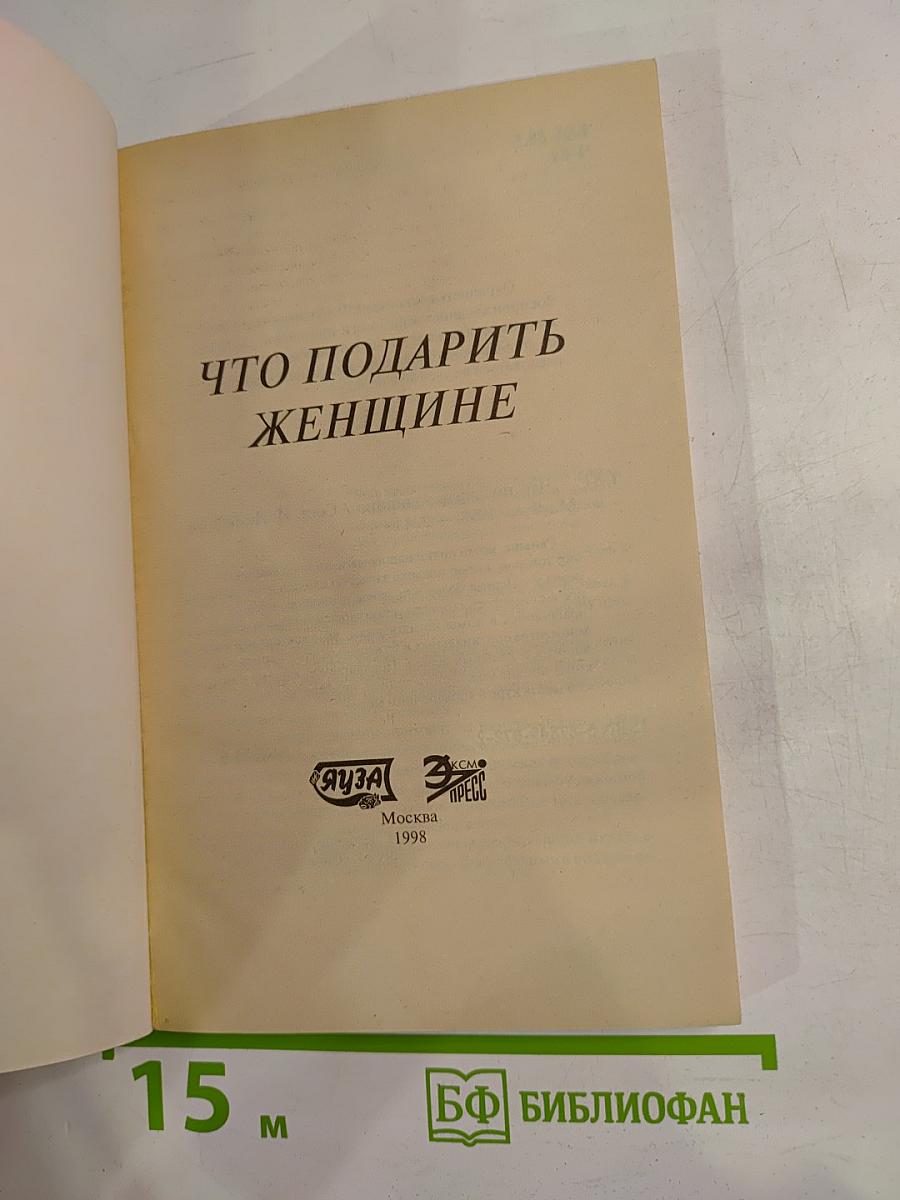 ЧТО ПОДАРИТЬ
ЖЕНЩИНЕ
ЯУЗА
ЭКСМО
ПРЕСС
Москва
1998
15 м
БФ БИБЛИОФАН